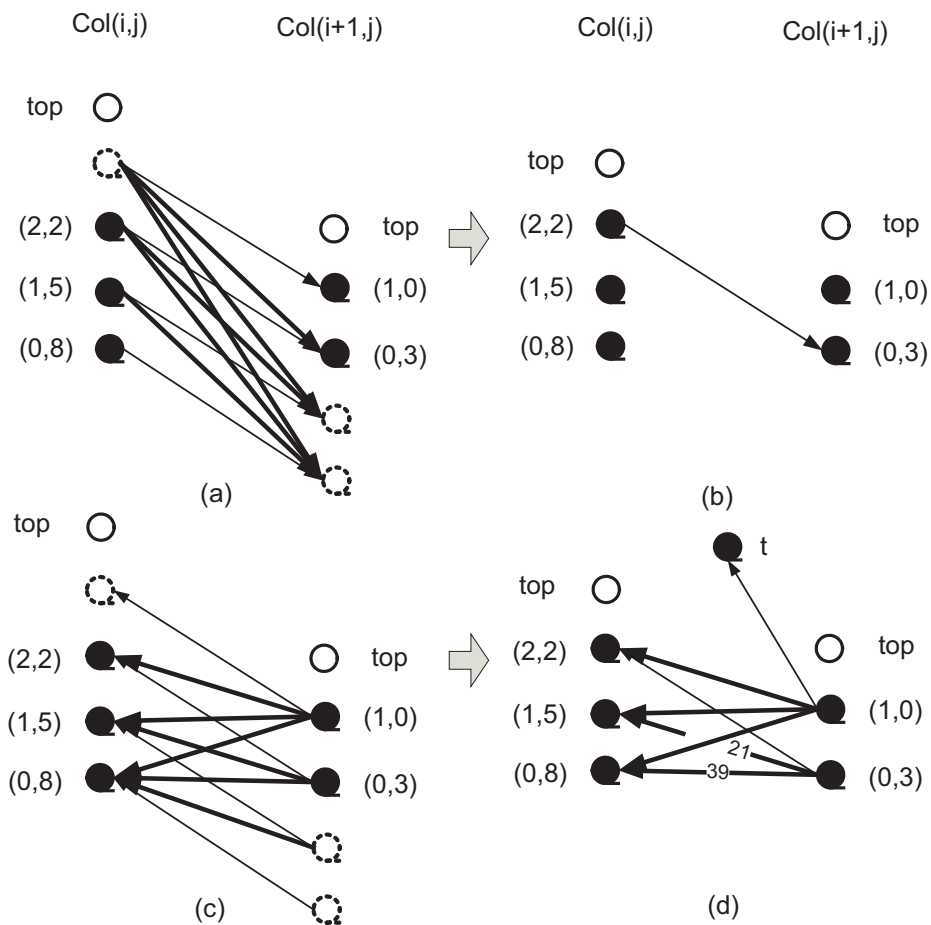 Col(i,j) Col(i+1,j) Col(i,j) Col(i+1,j)
top
top
(2,2) top (2,2) top
(1,5) (1,0) (1,5) (1,0)
(0,8) (0,3) (0,8) (0,3)
(a) (b)
top t
top
(2,2) top (2,2) top
(1,5) (1,0) (1,5) (1,0)
21
(0,8) (0,3) (0,8) 39 (0,3)
(c) (d)